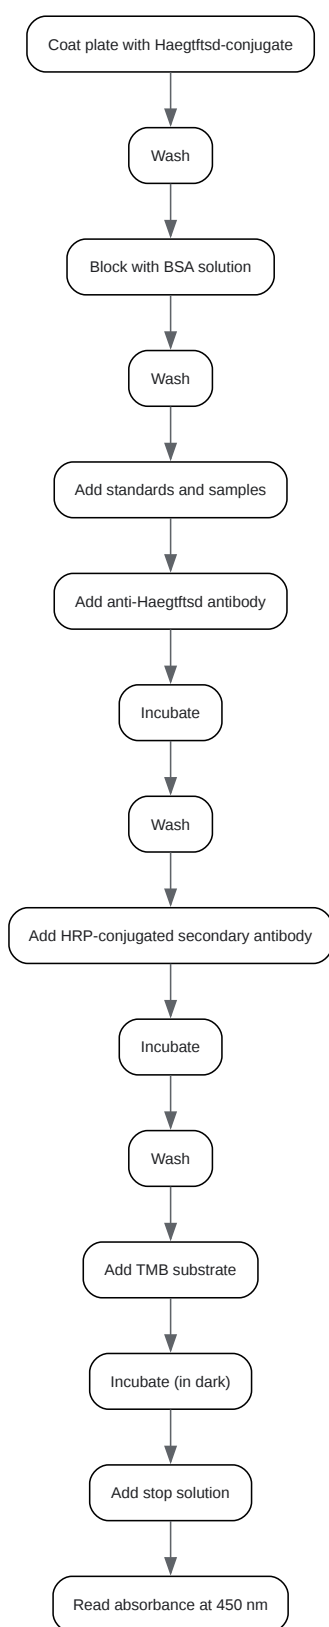 Coat plate with Haegtftsd-conjugate
Wash
Block with BSA solution
Wash
Add standards and samples
Add anti-Haegtftsd antibody
Incubate
Wash
Add HRP-conjugated secondary antibody
Incubate
Wash
Add TMB substrate
Incubate (in dark)
Add stop solution
Read absorbance at 450 nm